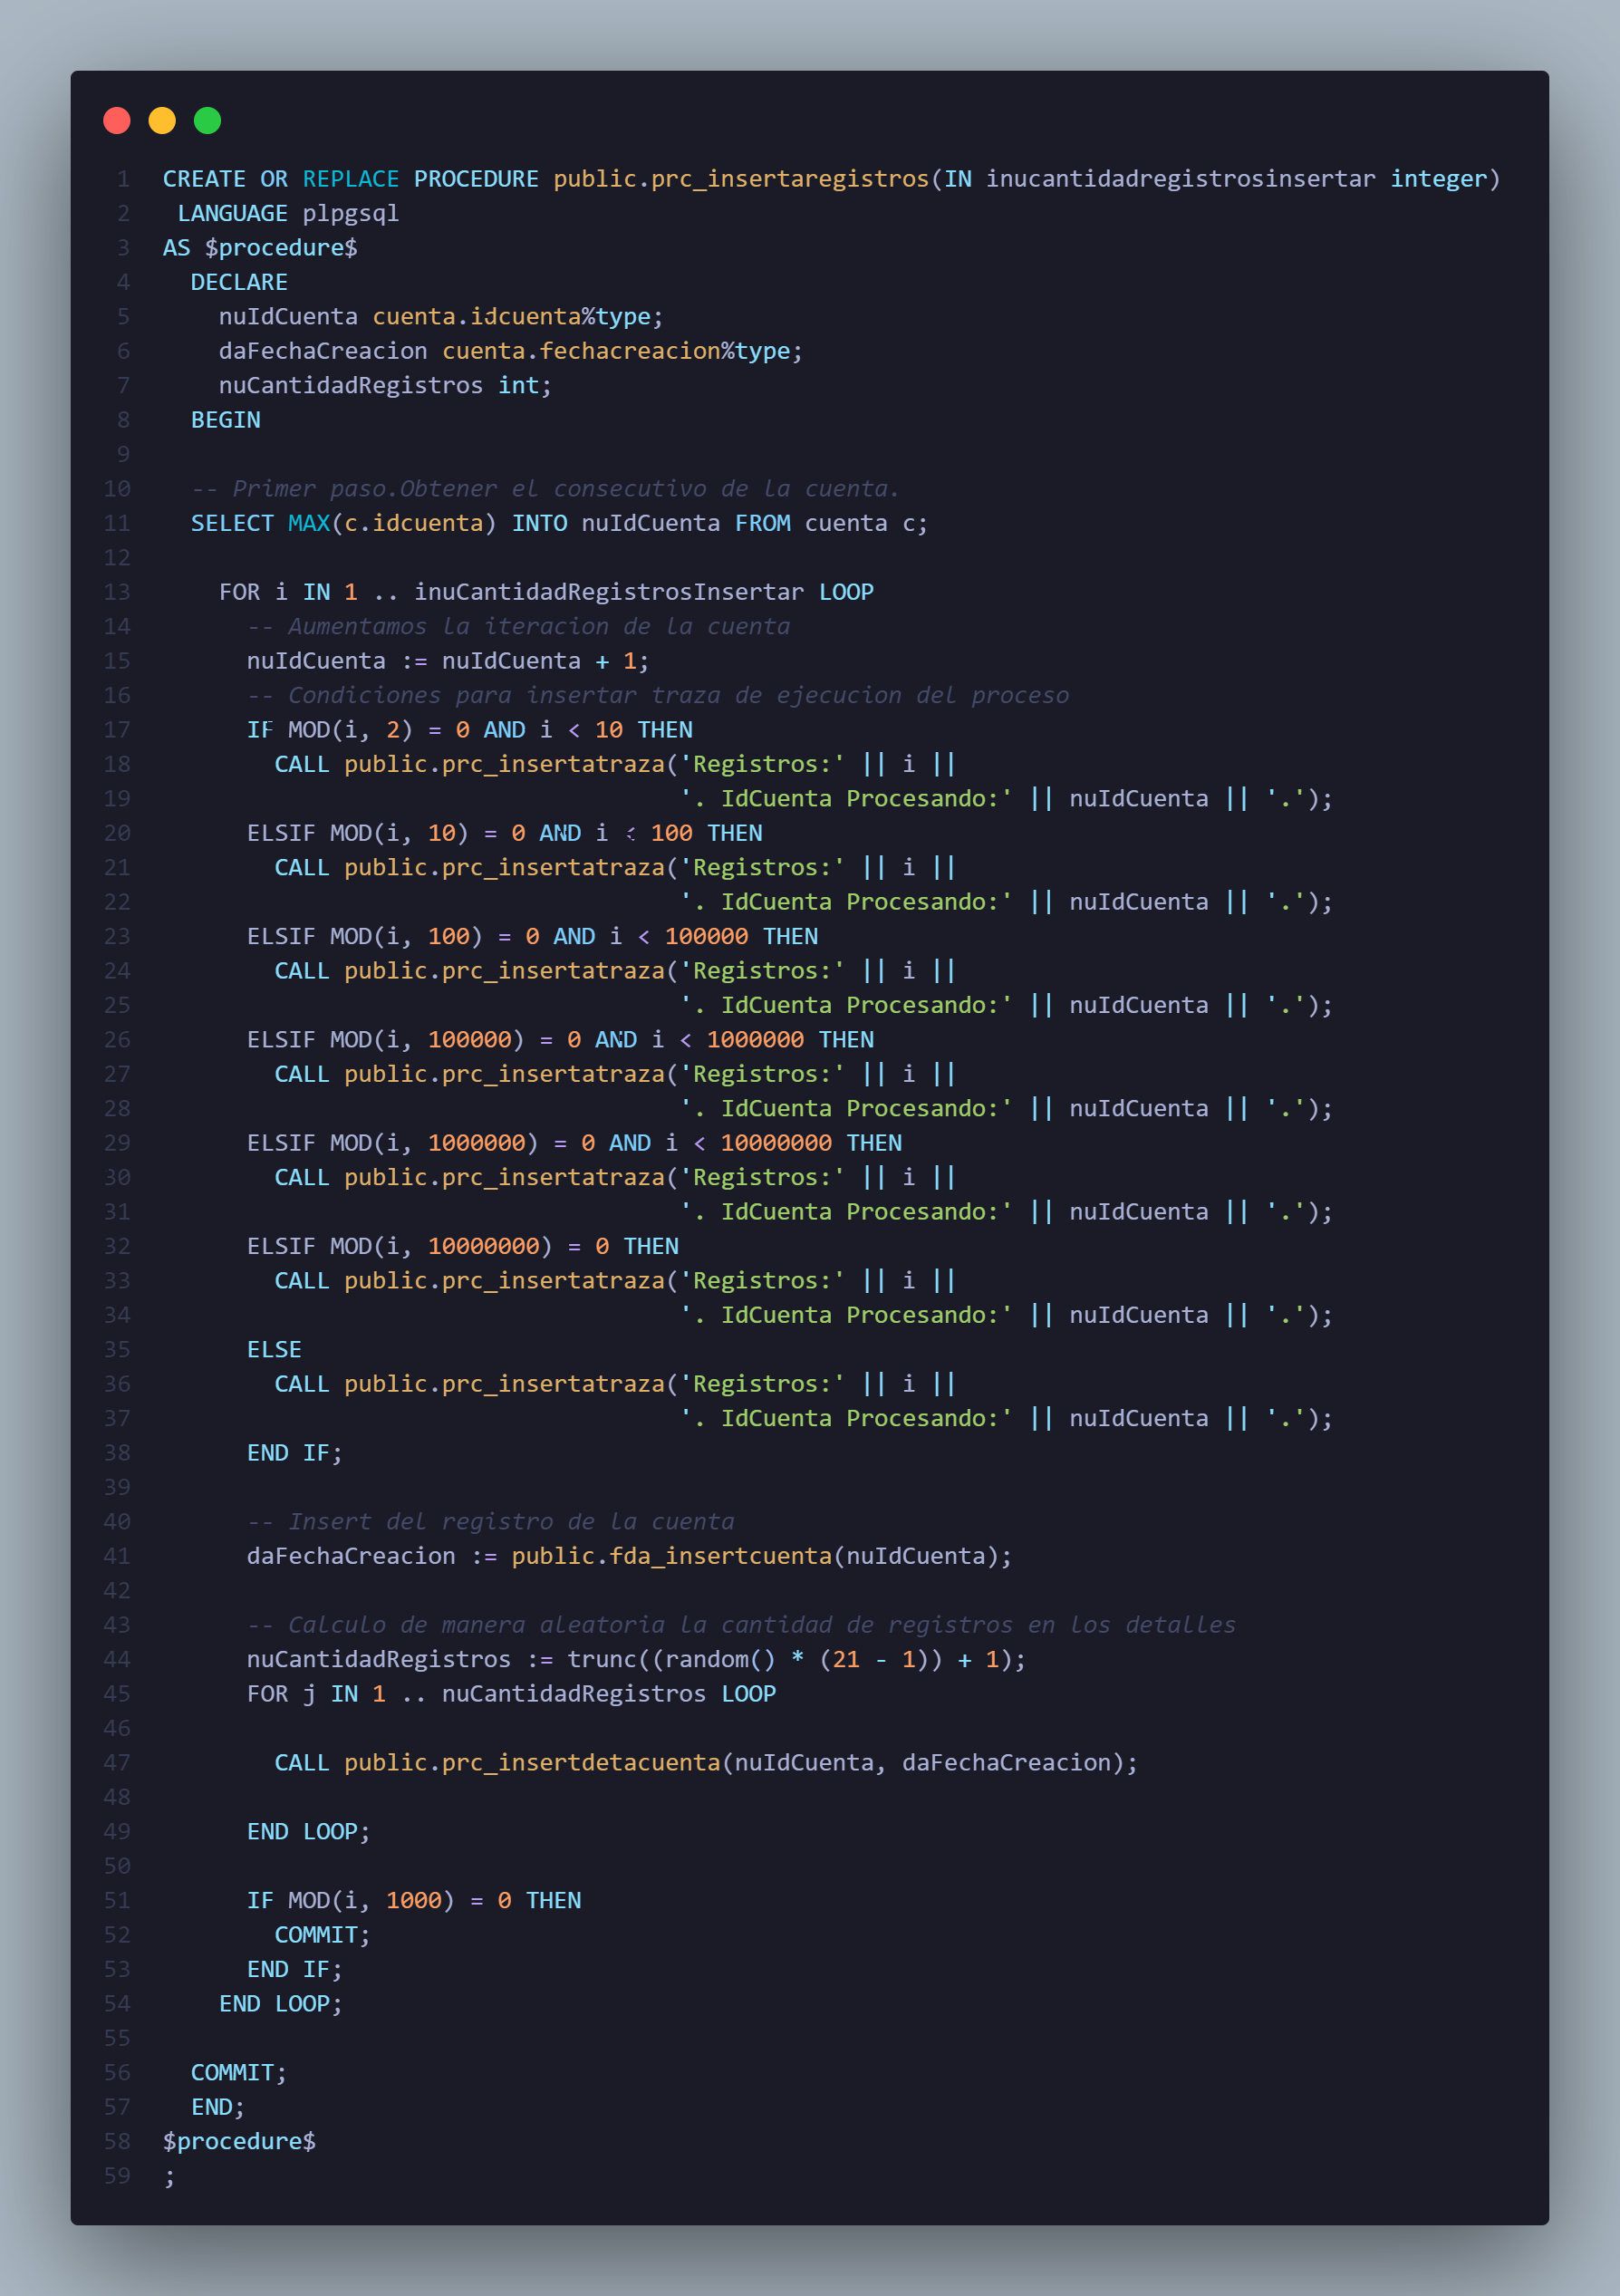 1 CREATE OR REPLACE PROCEDURE public.prc_insertaregistros(IN inucantidadregistrosinsertar integer)
2  LANGUAGE plpgsql
3 AS $procedure$
4   DECLARE
5     nuIdCuenta cuenta.idcuenta%type;
6     daFechaCreacion cuenta.fechacreacion%type;
7     nuCantidadRegistros int;
8   BEGIN
9
10   -- Primer paso.Obtener el consecutivo de la cuenta.
11   SELECT MAX(c.idcuenta) INTO nuIdCuenta FROM cuenta c;
12
13     FOR i IN 1 .. inuCantidadRegistrosInsertar LOOP
14       -- Aumentamos la iteracion de la cuenta
15       nuIdCuenta := nuIdCuenta + 1;
16       -- Condiciones para insertar traza de ejecucion del proceso
17       IF MOD(i, 2) = 0 AND i < 10 THEN
18         CALL public.prc_insertatraza('Registros:' || i ||
19                                      '. IdCuenta Procesando:' || nuIdCuenta || '.');
20       ELSIF MOD(i, 10) = 0 AND i < 100 THEN
21         CALL public.prc_insertatraza('Registros:' || i ||
22                                      '. IdCuenta Procesando:' || nuIdCuenta || '.');
23       ELSIF MOD(i, 100) = 0 AND i < 100000 THEN
24         CALL public.prc_insertatraza('Registros:' || i ||
25                                      '. IdCuenta Procesando:' || nuIdCuenta || '.');
26       ELSIF MOD(i, 100000) = 0 AND i < 1000000 THEN
27         CALL public.prc_insertatraza('Registros:' || i ||
28                                      '. IdCuenta Procesando:' || nuIdCuenta || '.');
29       ELSIF MOD(i, 1000000) = 0 AND i < 10000000 THEN
30         CALL public.prc_insertatraza('Registros:' || i ||
31                                      '. IdCuenta Procesando:' || nuIdCuenta || '.');
32       ELSIF MOD(i, 10000000) = 0 THEN
33         CALL public.prc_insertatraza('Registros:' || i ||
34                                      '. IdCuenta Procesando:' || nuIdCuenta || '.');
35       ELSE
36         CALL public.prc_insertatraza('Registros:' || i ||
37                                      '. IdCuenta Procesando:' || nuIdCuenta || '.');
38       END IF;
39
40       -- Insert del registro de la cuenta
41       daFechaCreacion := public.fda_insertcuenta(nuIdCuenta);
42
43       -- Calculo de manera aleatoria la cantidad de registros en los detalles
44       nuCantidadRegistros := trunc((random() * (21 - 1)) + 1);
45       FOR j IN 1 .. nuCantidadRegistros LOOP
46
47         CALL public.prc_insertdetacuenta(nuIdCuenta, daFechaCreacion);
48
49       END LOOP;
50
51       IF MOD(i, 1000) = 0 THEN
52         COMMIT;
53       END IF;
54     END LOOP;
55
56   COMMIT;
57   END;
58 $procedure$
59 ;